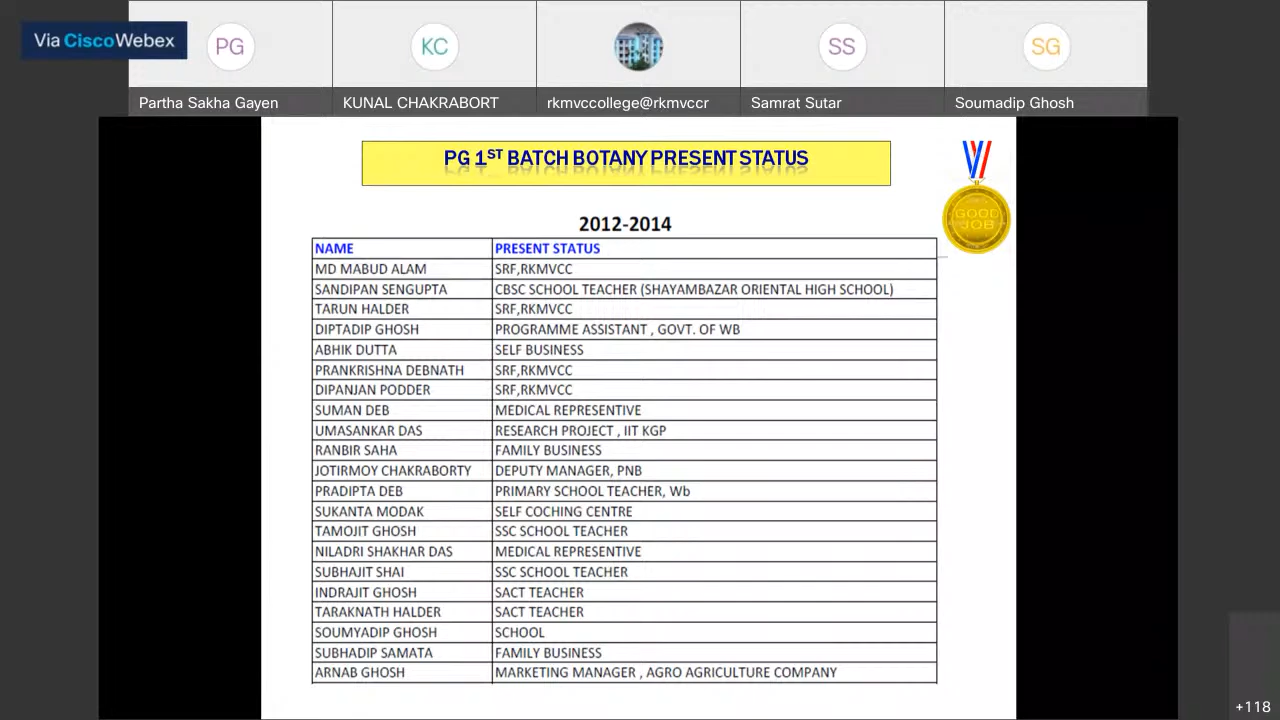 Via Cisco Webex
PG
KC
SS
SG
Partha Sakha Gayen
KUNAL CHAKRABORT
rkmvccollege@rkmvccr
Samrat Sutar
Soumadip Ghosh
PG 1ST BATCH BOTANY PRESENT STATUS
GOOD
JOB
2012-2014
NAME PRESENT STATUS
MD MABUD ALAM SRF,RKMVCC
SANDIPAN SENGUPTA CBSC SCHOOL TEACHER (SHAYAMBAZAR ORIENTAL HIGH SCHOOL)
TARUN HALDER SRF,RKMVCC
DIPTADIP GHOSH PROGRAMME ASSISTANT , GOVT. OF WB
ABHIK DUTTA SELF BUSINESS
PRANKRISHNA DEBNATH SRF,RKMVCC
DIPANJAN PODDER SRF,RKMVCC
SUMAN DEB MEDICAL REPRESENTIVE
UMASANKAR DAS RESEARCH PROJECT , IIT KGP
RANBIR SAHA FAMILY BUSINESS
JOTIRMOY CHAKRABORTY DEPUTY MANAGER, PNB
PRADIPTA DEB PRIMARY SCHOOL TEACHER, Wb
SUKANTA MODAK SELF COCHING CENTRE
TAMOJIT GHOSH SSC SCHOOL TEACHER
NILADRI SHAKHAR DAS MEDICAL REPRESENTIVE
SUBHAJIT SHAI SSC SCHOOL TEACHER
INDRAJIT GHOSH SACT TEACHER
TARAKNATH HALDER SACT TEACHER
SOUMYADIP GHOSH SCHOOL
SUBHADIP SAMATA FAMILY BUSINESS
ARNAB GHOSH MARKETING MANAGER , AGRO AGRICULTURE COMPANY
+118